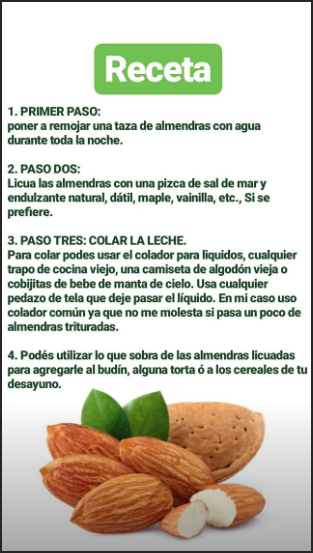 Receta
1. PRIMER PASO:
poner a remojar una taza de almendras con agua
durante toda la noche.
2. PASO DOS:
Licua las almendras con una pizca de sal de mar y
endulzante natural, dátil, maple, vainilla, etc., Si se
prefiere.
3. PASO TRES: COLAR LA LECHE.
Para colar podes usar el colador para liquidos, cualquier
trapo de cocina viejo, una camiseta de algodón vieja o
cobijitas de bebe de manta de cielo. Usa cualquier
pedazo de tela que deje pasar el líquido. En mi caso uso
colador común ya que no me molesta si pasa un poco de
almendras trituradas.
4. Podés utilizar lo que sobra de las almendras licuadas
para agregarle al budín, alguna torta ó a los cereales de tu
desayuno.